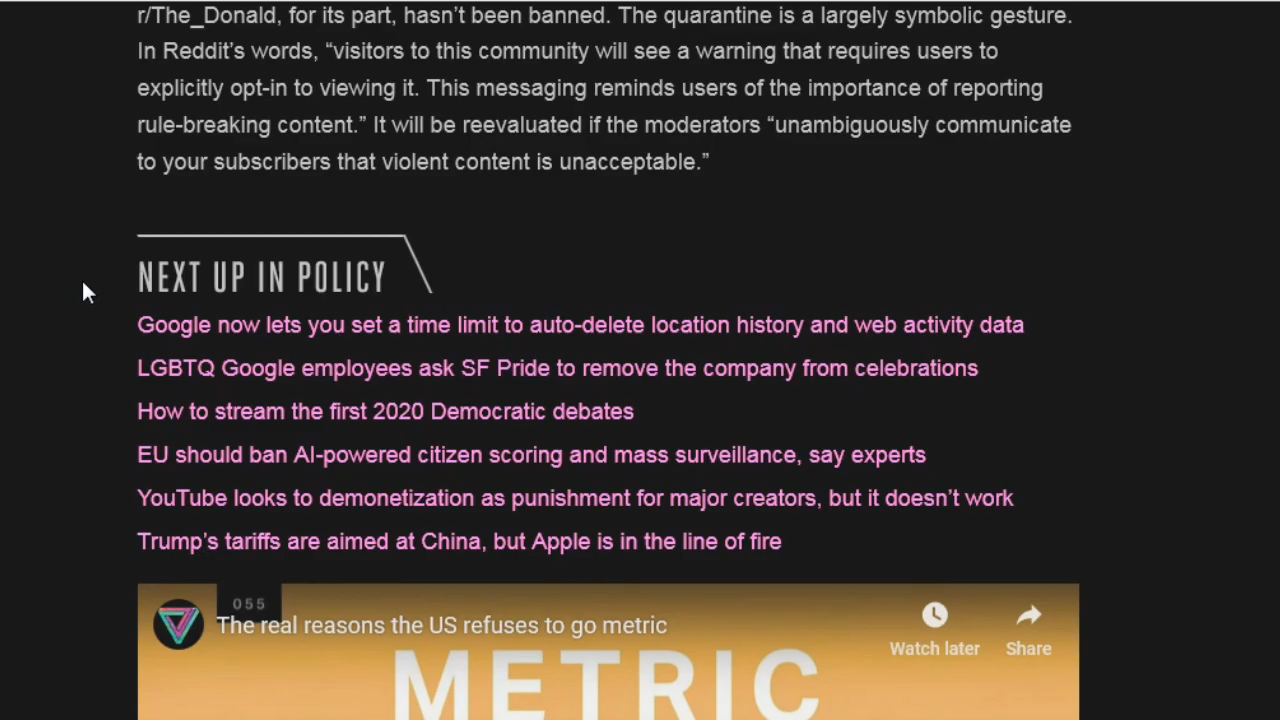 r/The_Donald, for its part, hasn’t been banned. The quarantine is a largely symbolic gesture.
In Reddit’s words, “visitors to this community will see a warning that requires users to
explicitly opt-in to viewing it. This messaging reminds users of the importance of reporting
rule-breaking content.” It will be reevaluated if the moderators “unambiguously communicate
to your subscribers that violent content is unacceptable.”
NEXT UP IN POLICY
Google now lets you set a time limit to auto-delete location history and web activity data
LGBTQ Google employees ask SF Pride to remove the company from celebrations
How to stream the first 2020 Democratic debates
EU should ban AI-powered citizen scoring and mass surveillance, say experts
YouTube looks to demonetization as punishment for major creators, but it doesn’t work
Trump’s tariffs are aimed at China, but Apple is in the line of fire
055
The real reasons the US refuses to go metric
Watch later
Share
METRIC